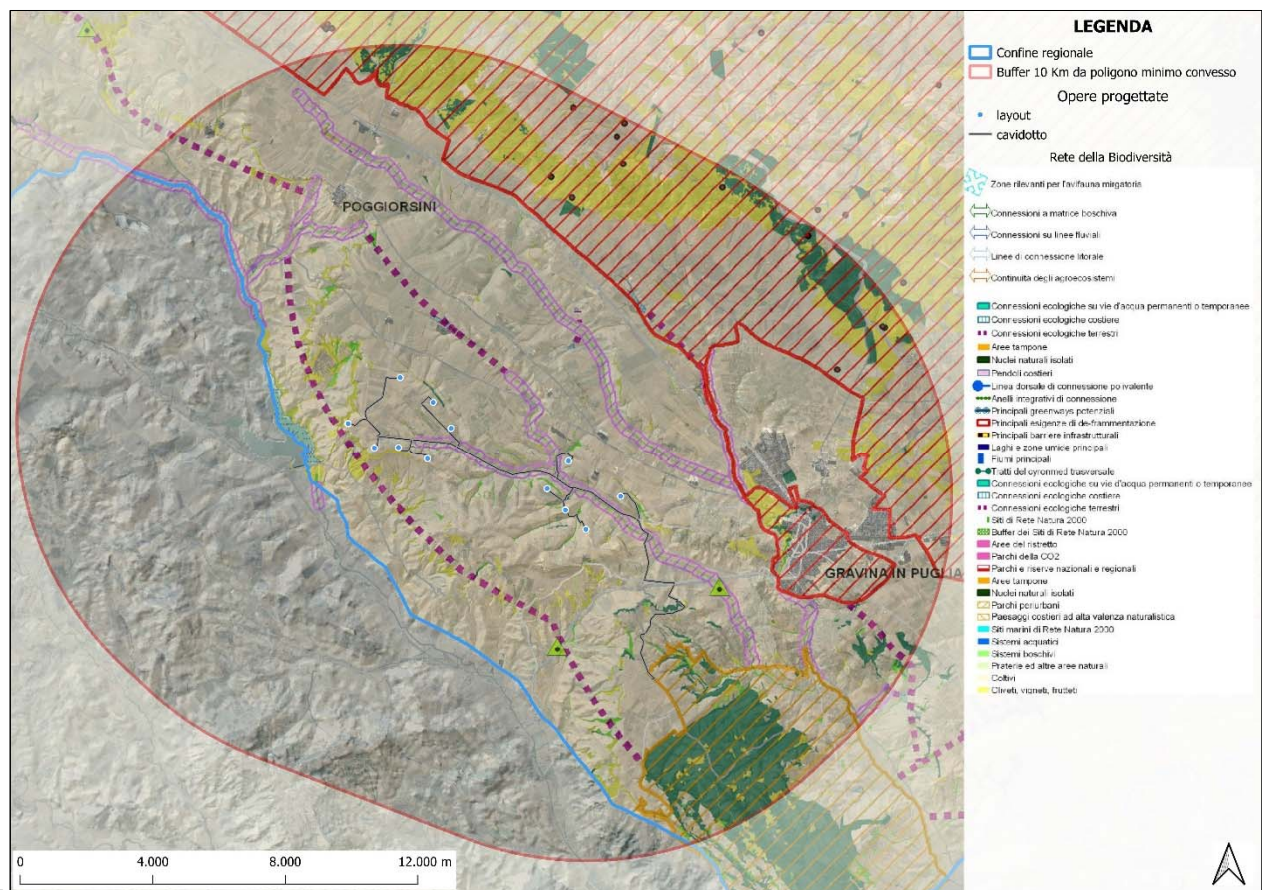 POGGIORSINI
GRAVINA IN PUGLIA
0 4.000 8.000 12.000 m
LEGENDA
Confine regionale
Buffer 10 Km da poligono minimo convesso
Opere progettate
layout
cavidotto
Rete della Biodiversità
Zone rilevanti per l'avifauna mirgatoria
Connessioni a matrice boschiva
Connessioni su linee fluviali
Linee di connessione litorale
Continuità degli agroecosistemi
Connessioni ecologiche su vie d'acqua permanenti o temporanee
Connessioni ecologiche costiere
Connessioni ecologiche terrestri
Aree tampone
Nuclei naturali isolati
Pendoli costieri
Linea dorsale di connessione polivalente
Anelli integrativi di connessione
Principali greenways potenziali
Principali esigenze di de-frammentazione
Principali barriere infrastrutturali
Laghi e zone umide principali
Fiumi principali
Tratti del cyronmed trasversale
Connessioni ecologiche su vie d'acqua permanenti o temporanee
Connessioni ecologiche costiere
Connessioni ecologiche terrestri
Siti di Rete Natura 2000
Buffer dei Siti di Rete Natura 2000
Aree del ristretto
Parchi della CO2
Parchi e riserve nazionali e regionali
Aree tampone
Nuclei naturali isolati
Parchi periurbani
Paesaggi costieri ad alta valenza naturalistica
Siti marini di Rete Natura 2000
Sistemi acquatici
Sistemi boschivi
Praterie ed altre aree naturali
Coltivi
Oliveti, vigneti, frutteti